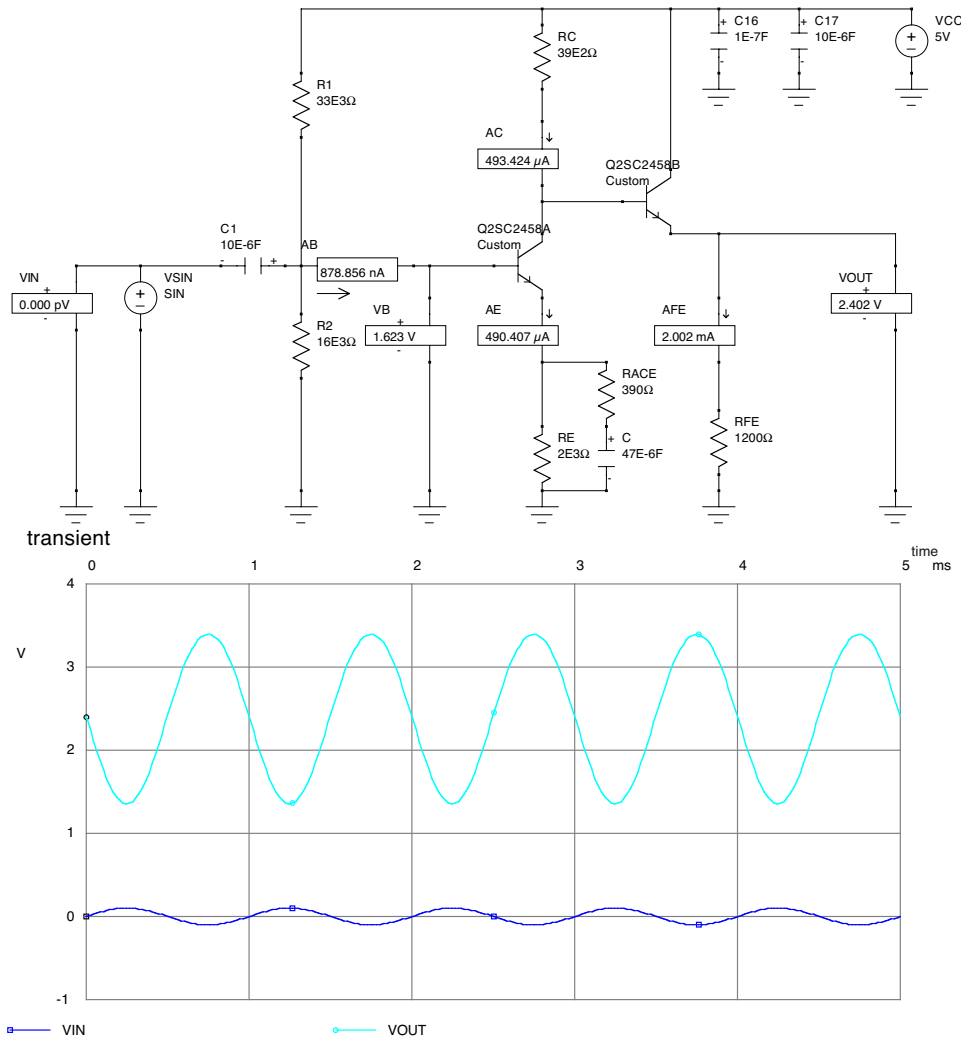 C16
+
1E-7F
-
C17
+
10E-6F
-
VCC
5V
+
-
RC
39E2Ω
R1
33E3Ω
AC
493.424 µA
Q2SC2458B
Custom
Q2SC2458A
Custom
C1
10E-6F
- +
AB
878.856 nA
VIN
+
0.000 pV
-
VSIN
SIN
+
-
R2
16E3Ω
VB
+
1.623 V
-
AE
490.407 µA
AFE
2.002 mA
VOUT
+
2.402 V
-
RACE
390Ω
RE
2E3Ω
+
C
47E-6F
-
RFE
1200Ω
transient
time
0 1 2 3 4 5 ms
4
V
3
2
1
0
-1
VIN VOUT